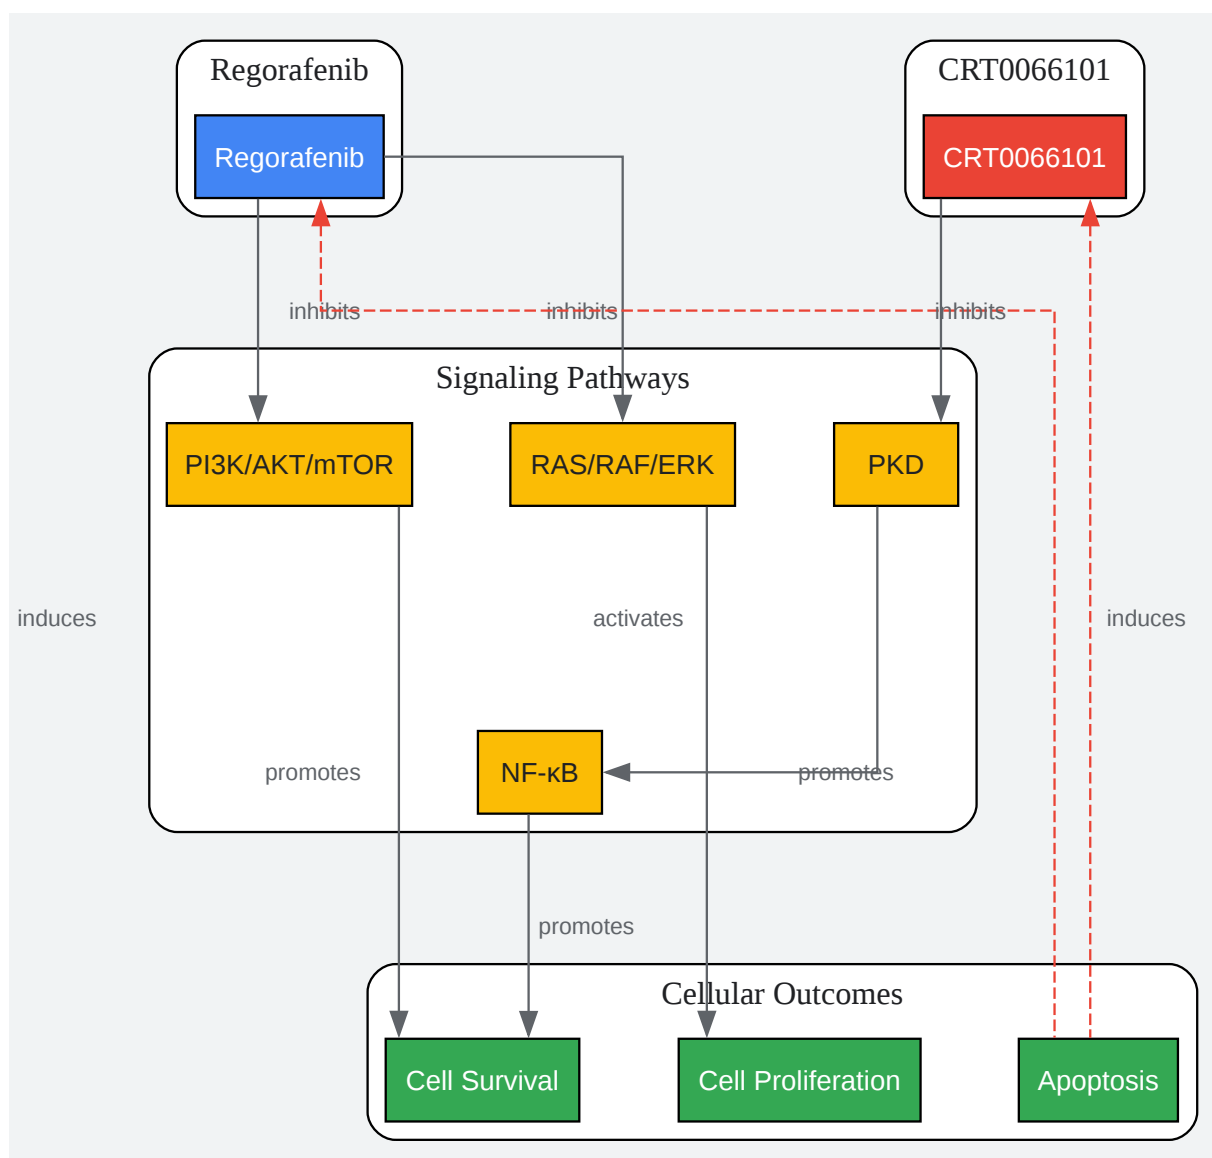 Regorafenib
CRT0066101
Regorafenib
CRT0066101
inhibits
inhibits
inhibits
Signaling Pathways
PI3K/AKT/mTOR
RAS/RAF/ERK
PKD
induces
activates
induces
promotes
NF-κB
promotes
promotes
Cellular Outcomes
Cell Survival
Cell Proliferation
Apoptosis